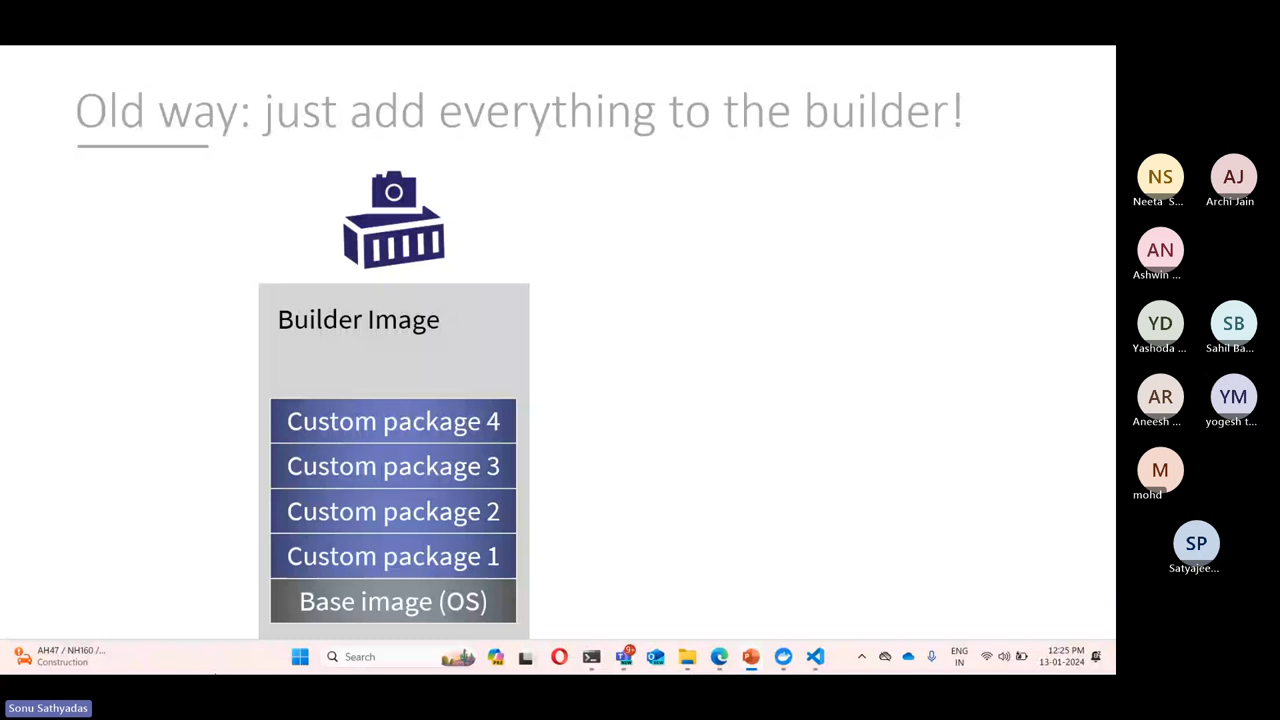 Old way: just add everything to the builder!
Builder Image
Custom package 4
Custom package 3
Custom package 2
Custom package 1
Base image (OS)
NS
Neeta S...
AJ
Archi Jain
AN
Ashwin ...
YD
Yashoda ...
SB
Sahil Ba...
AR
Aneesh ...
YM
yogesh t...
M
mohd
SP
Satyajee...
AH47 / NH160 /...
Construction
Search
PRE
9+
NEW
ENG
IN
12:25 PM
13-01-2024
Sonu Sathyadas